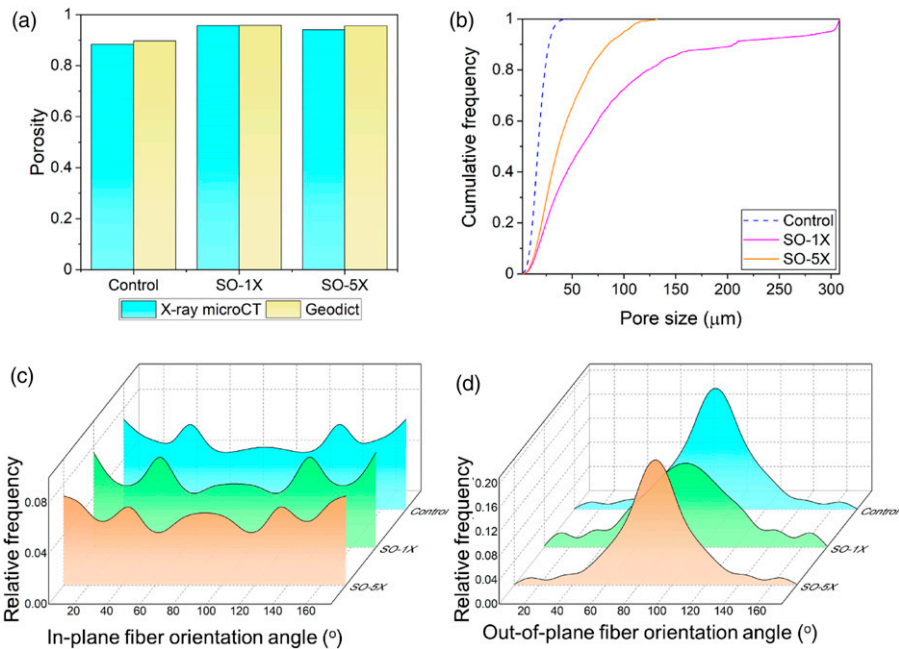 (a)
1
0.8
0.6
0.4
0.2
0
Porosity
Control SO-1X SO-5X
X-ray microCT Geodict
(b)
1
0.8
0.6
0.4
0.2
0
Cumulative frequency
Control
SO-1X
SO-5X
50 100 150 200 250 300
Pore size (μm)
(c)
0.08
0.04
0.00
Relative frequency
Control
SO-1X
SO-5X
20 40 60 80 100 120 140 160
In-plane fiber orientation angle (°)
(d)
0.20
0.16
0.12
0.08
0.04
0.00
Relative frequency
Control
SO-1X
SO-5X
20 40 60 80 100 120 140 160
Out-of-plane fiber orientation angle (°)